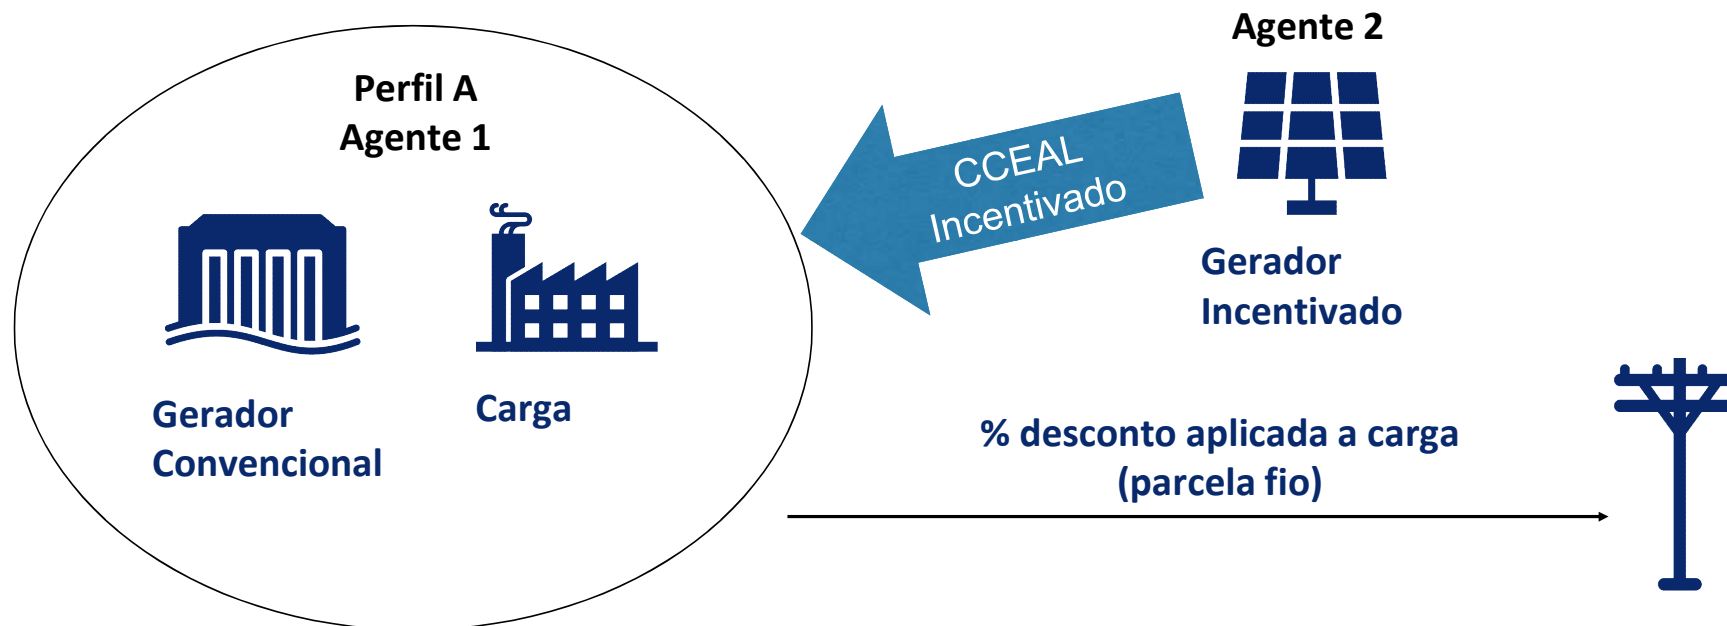 Perfil A
Agente 1
Gerador
Convencional
Carga
CCEAL
Incentivado
Agente 2
Gerador
Incentivado
% desconto aplicada a carga
(parcela fio)